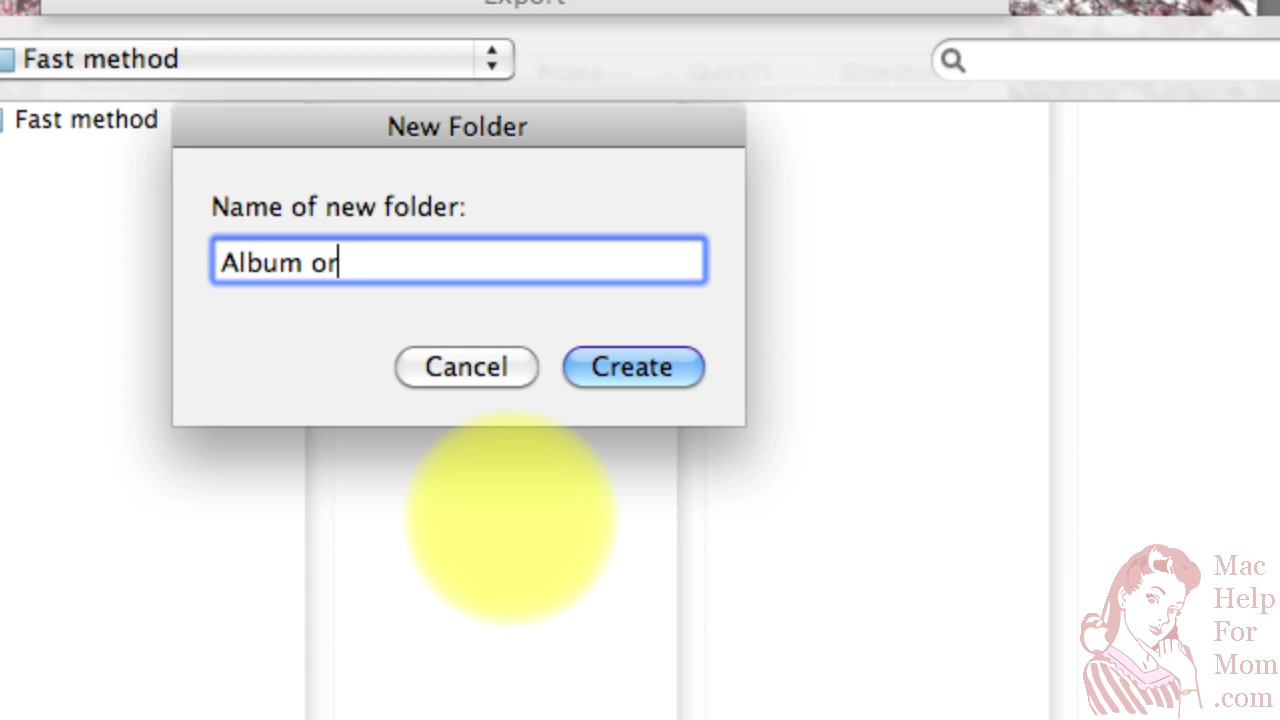 Export
Fast method
Picasa
Fast method
New Folder
Name of new folder:
Album or
Cancel
Create
Mac
Help
For
Mom
.com